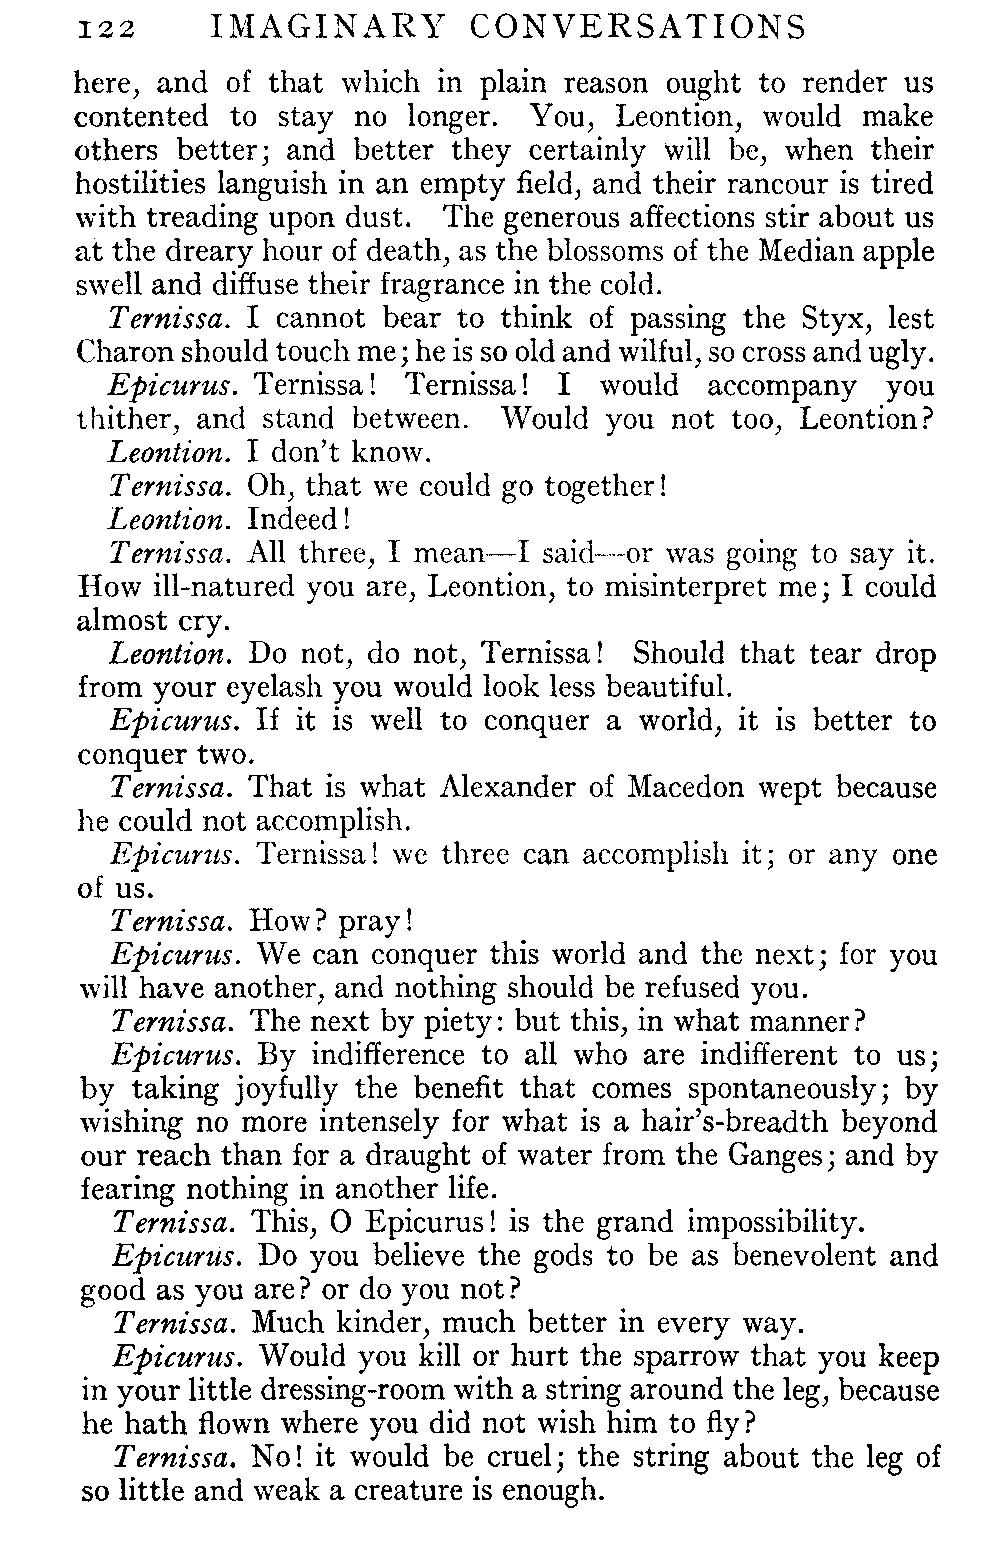 122 IMAGINARY CONVERSATIONS
here, and of that which in plain reason ought to render us
contented to stay no longer. You, Leontion, would make
others better; and better they certainly will be, when their
hostilities languish in an empty field, and their rancour is tired
with treading upon dust. The generous affections stir about us
at the dreary hour of death, as the blossoms of the Median apple
swell and diffuse their fragrance in the cold.
Ternissa. I cannot bear to think of passing the Styx, lest
Charon should touch me; he is so old and wilful, so cross and ugly.
Epicurus. Ternissa! Ternissa! I would accompany you
thither, and stand between. Would you not too, Leontion?
Leontion. I don't know.
Ternissa. Oh, that we could go together!
Leontion. Indeed!
Ternissa. All three, I mean—I said—or was going to say it.
How ill-natured you are, Leontion, to misinterpret me; I could
almost cry.
Leontion. Do not, do not, Ternissa! Should that tear drop
from your eyelash you would look less beautiful.
Epicurus. If it is well to conquer a world, it is better to
conquer two.
Ternissa. That is what Alexander of Macedon wept because
he could not accomplish.
Epicurus. Ternissa! we three can accomplish it; or any one
of us.
Ternissa. How? pray!
Epicurus. We can conquer this world and the next; for you
will have another, and nothing should be refused you.
Ternissa. The next by piety: but this, in what manner?
Epicurus. By indifference to all who are indifferent to us;
by taking joyfully the benefit that comes spontaneously; by
wishing no more intensely for what is a hair's-breadth beyond
our reach than for a draught of water from the Ganges; and by
fearing nothing in another life.
Ternissa. This, O Epicurus! is the grand impossibility.
Epicurus. Do you believe the gods to be as benevolent and
good as you are? or do you not?
Ternissa. Much kinder, much better in every way.
Epicurus. Would you kill or hurt the sparrow that you keep
in your little dressing-room with a string around the leg, because
he hath flown where you did not wish him to fly?
Ternissa. No! it would be cruel; the string about the leg of
so little and weak a creature is enough.